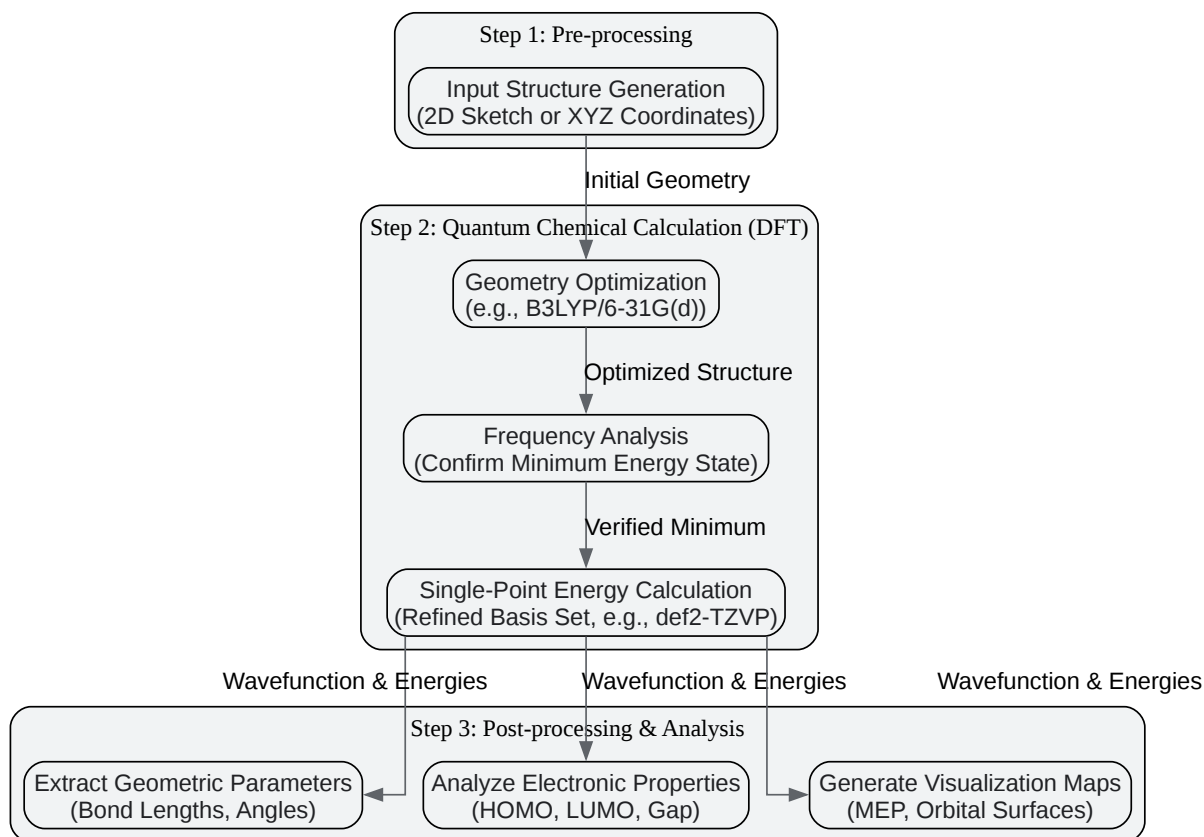 Step 1: Pre-processing
Input Structure Generation
(2D Sketch or XYZ Coordinates)
Initial Geometry
Step 2: Quantum Chemical Calculation (DFT)
Geometry Optimization
(e.g., B3LYP/6-31G(d))
Optimized Structure
Frequency Analysis
(Confirm Minimum Energy State)
Verified Minimum
Single-Point Energy Calculation
(Refined Basis Set, e.g., def2-TZVP)
Wavefunction & Energies
Wavefunction & Energies
Wavefunction & Energies
Step 3: Post-processing & Analysis
Extract Geometric Parameters
(Bond Lengths, Angles)
Analyze Electronic Properties
(HOMO, LUMO, Gap)
Generate Visualization Maps
(MEP, Orbital Surfaces)